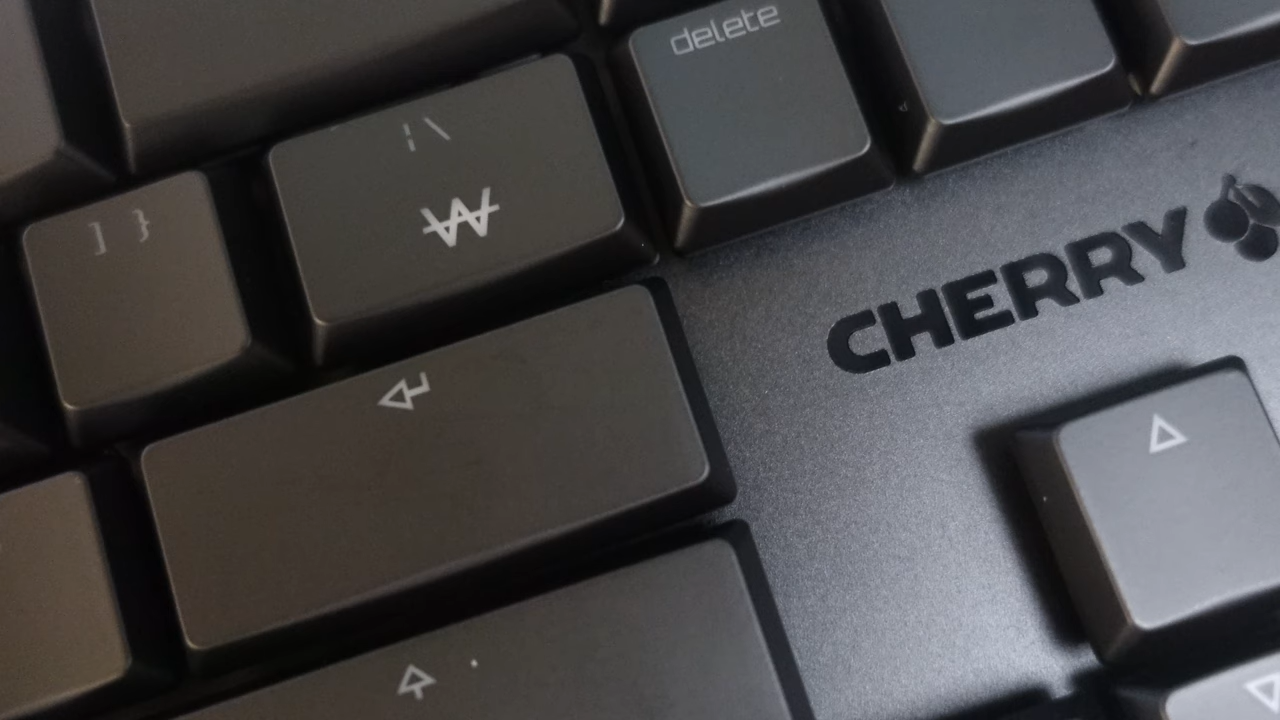 delete
¦ \
₩
] }
CHERRY